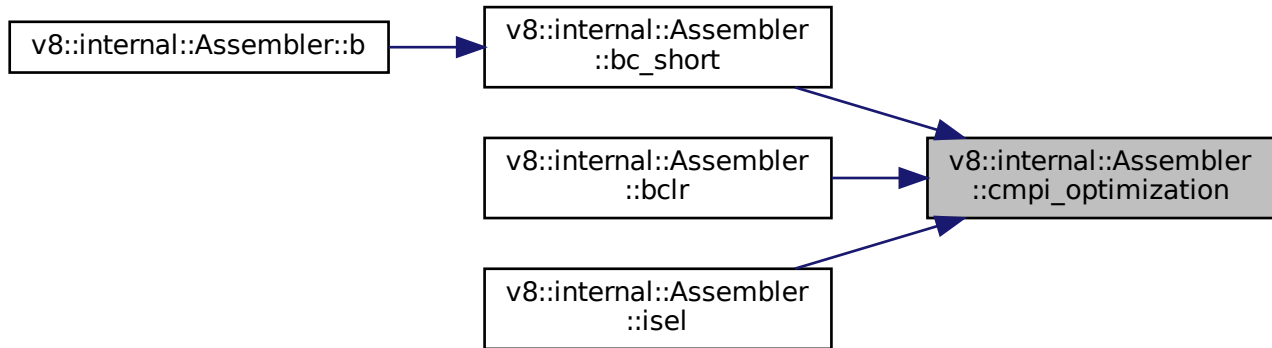 v8::internal::Assembler::b
v8::internal::Assembler
::bc_short
v8::internal::Assembler
::bclr
v8::internal::Assembler
::isel
v8::internal::Assembler
::cmpi_optimization